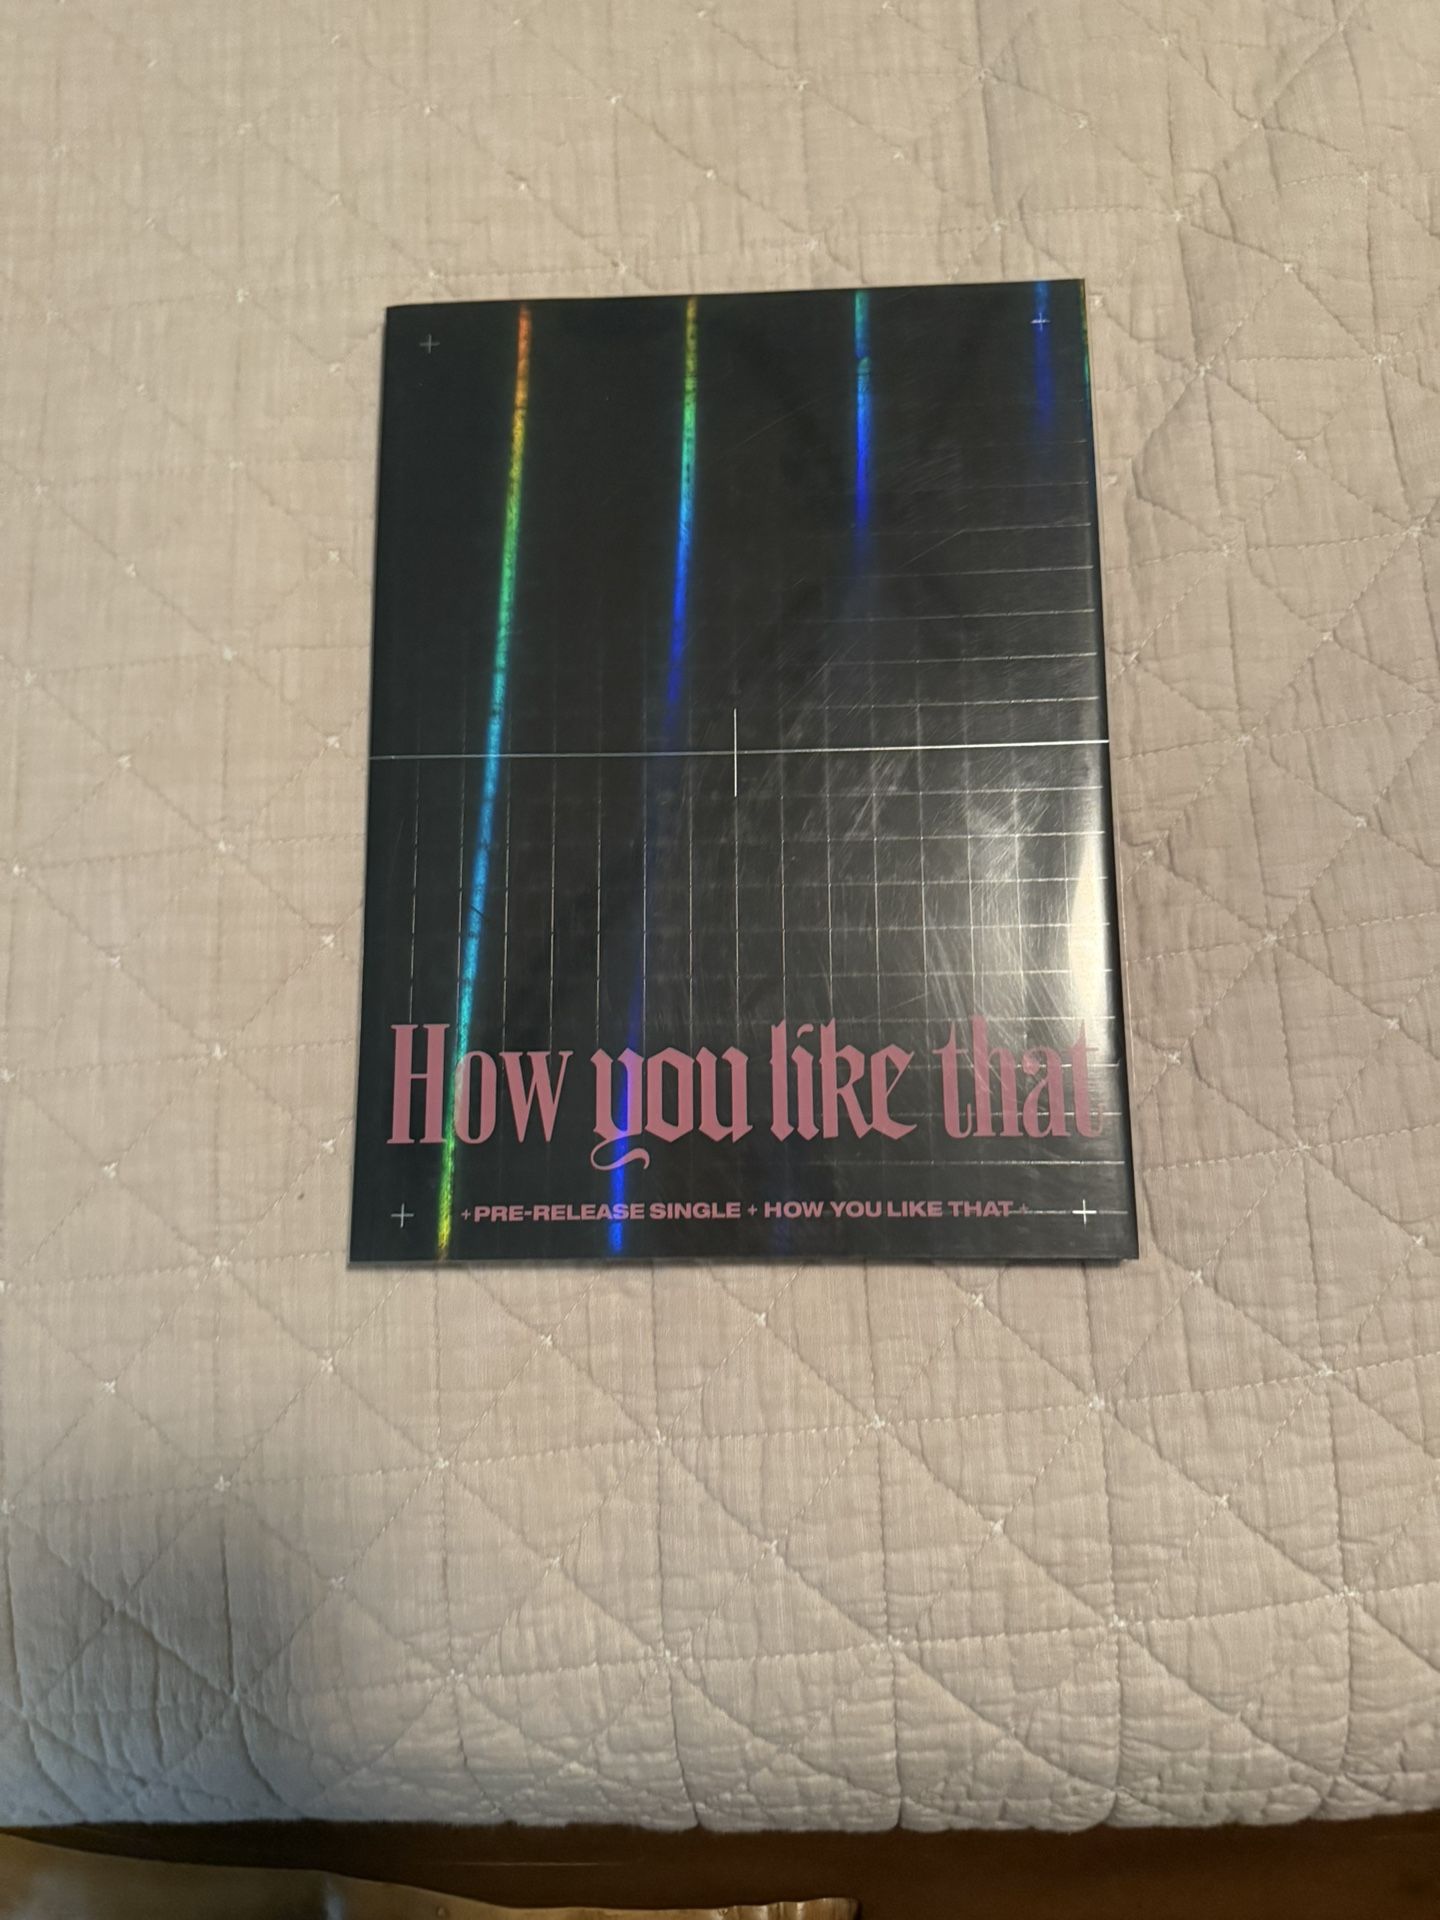 How you like that
+PRE-RELEASE SINGLE + HOW YOU LIKE THAT +